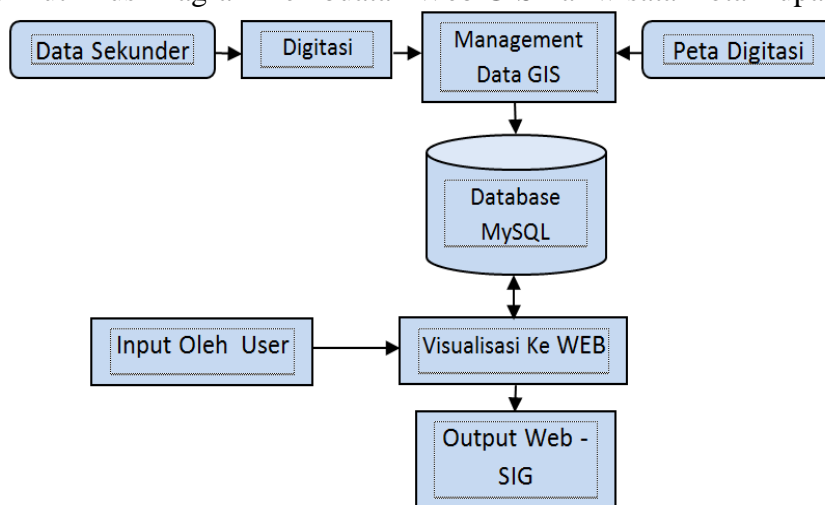 Data Sekunder
Digitasi
Management
Data GIS
Peta Digitasi
Database
MySQL
Input Oleh User
Visualisasi Ke WEB
Output Web -
SIG